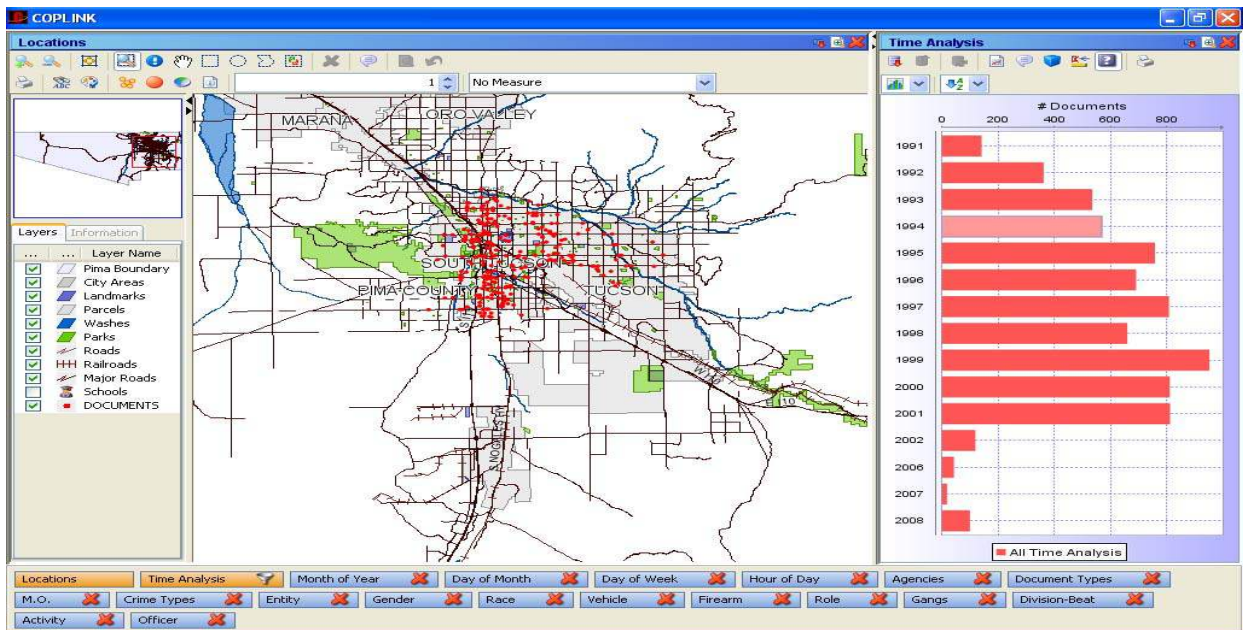 COPLINK
Locations
Time Analysis
1 No Measure
# Documents
0 200 400 600 800
1991
1992
1993
1994
1995
1996
1997
1998
1999
2000
2001
2002
2006
2007
2008
All Time Analysis
MARANA
ORO VALLEY
SOUTH TUCSON
PIMA COUNTY
TUCSON
W I 10
I 10
S NOGALES HY
Layers Information
... ... Layer Name
Pima Boundary
City Areas
Landmarks
Parcels
Washes
Parks
Roads
Railroads
Major Roads
Schools
DOCUMENTS
Locations Time Analysis Month of Year Day of Month Day of Week Hour of Day Agencies Document Types
M.O. Crime Types Entity Gender Race Vehicle Firearm Role Gangs Division-Beat
Activity Officer